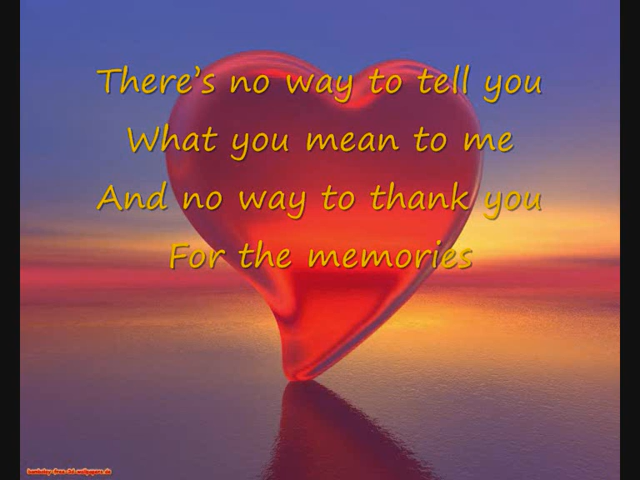 There's no way to tell you
What you mean to me
And no way to thank you
For the memories